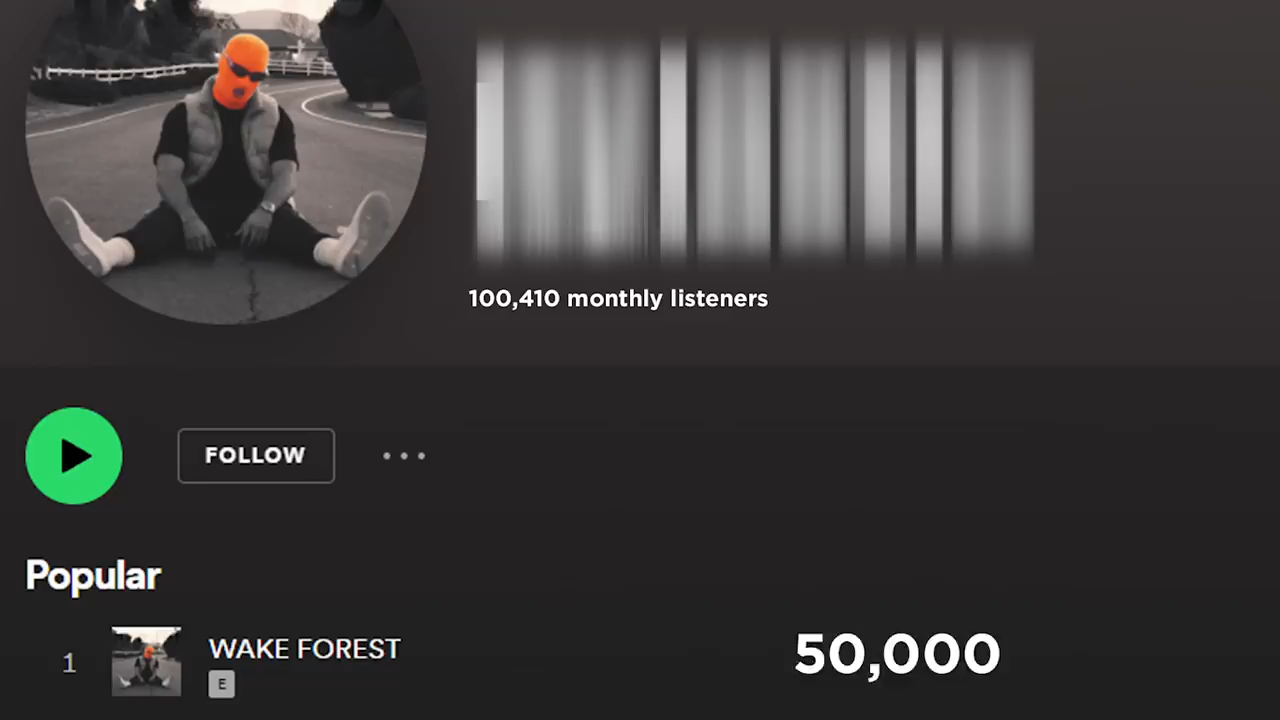 100,410 monthly listeners
FOLLOW
Popular
1 WAKE FOREST 50,000
E